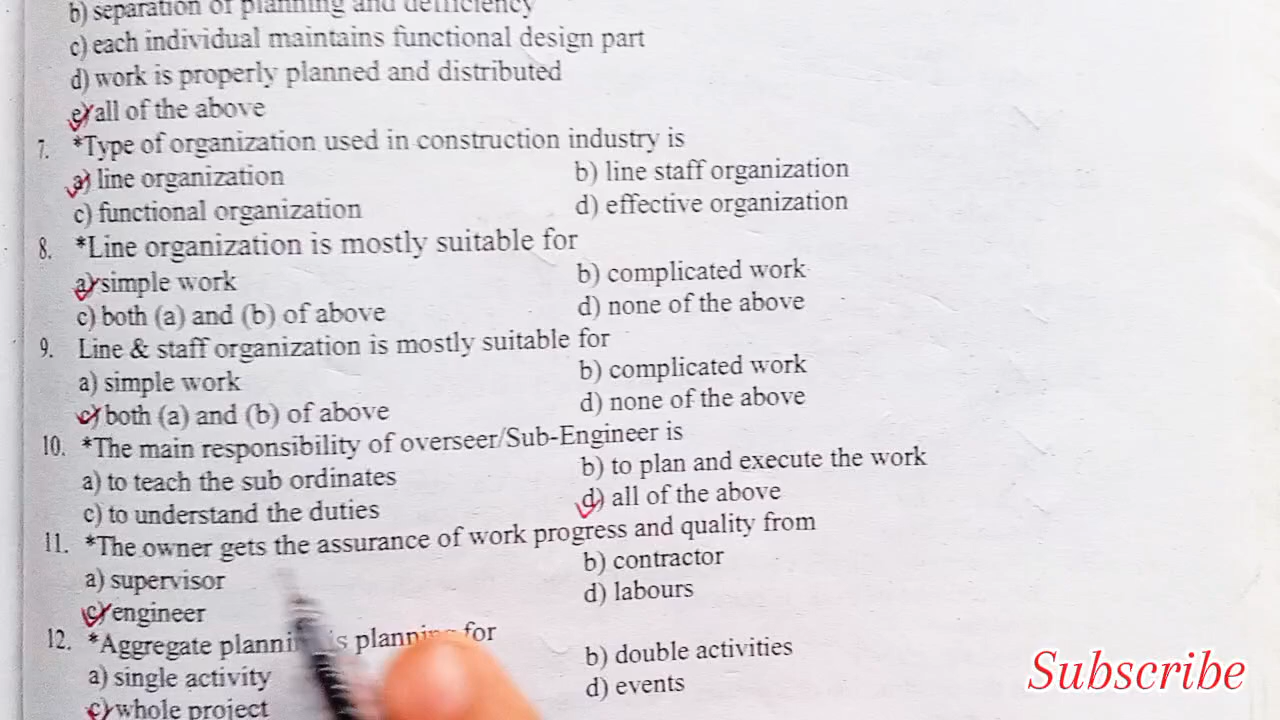 b) separation of planning and defficiency
c) each individual maintains functional design part
d) work is properly planned and distributed
e) all of the above
7. *Type of organization used in construction industry is
a) line organization b) line staff organization
c) functional organization d) effective organization
8. *Line organization is mostly suitable for
a) simple work b) complicated work
c) both (a) and (b) of above d) none of the above
9. Line & staff organization is mostly suitable for
a) simple work b) complicated work
c) both (a) and (b) of above d) none of the above
10. *The main responsibility of overseer/Sub-Engineer is
a) to teach the sub ordinates b) to plan and execute the work
c) to understand the duties d) all of the above
11. *The owner gets the assurance of work progress and quality from
a) supervisor b) contractor
c) engineer d) labours
12. *Aggregate planning is planning for
a) single activity b) double activities
c) whole project d) events
Subscribe